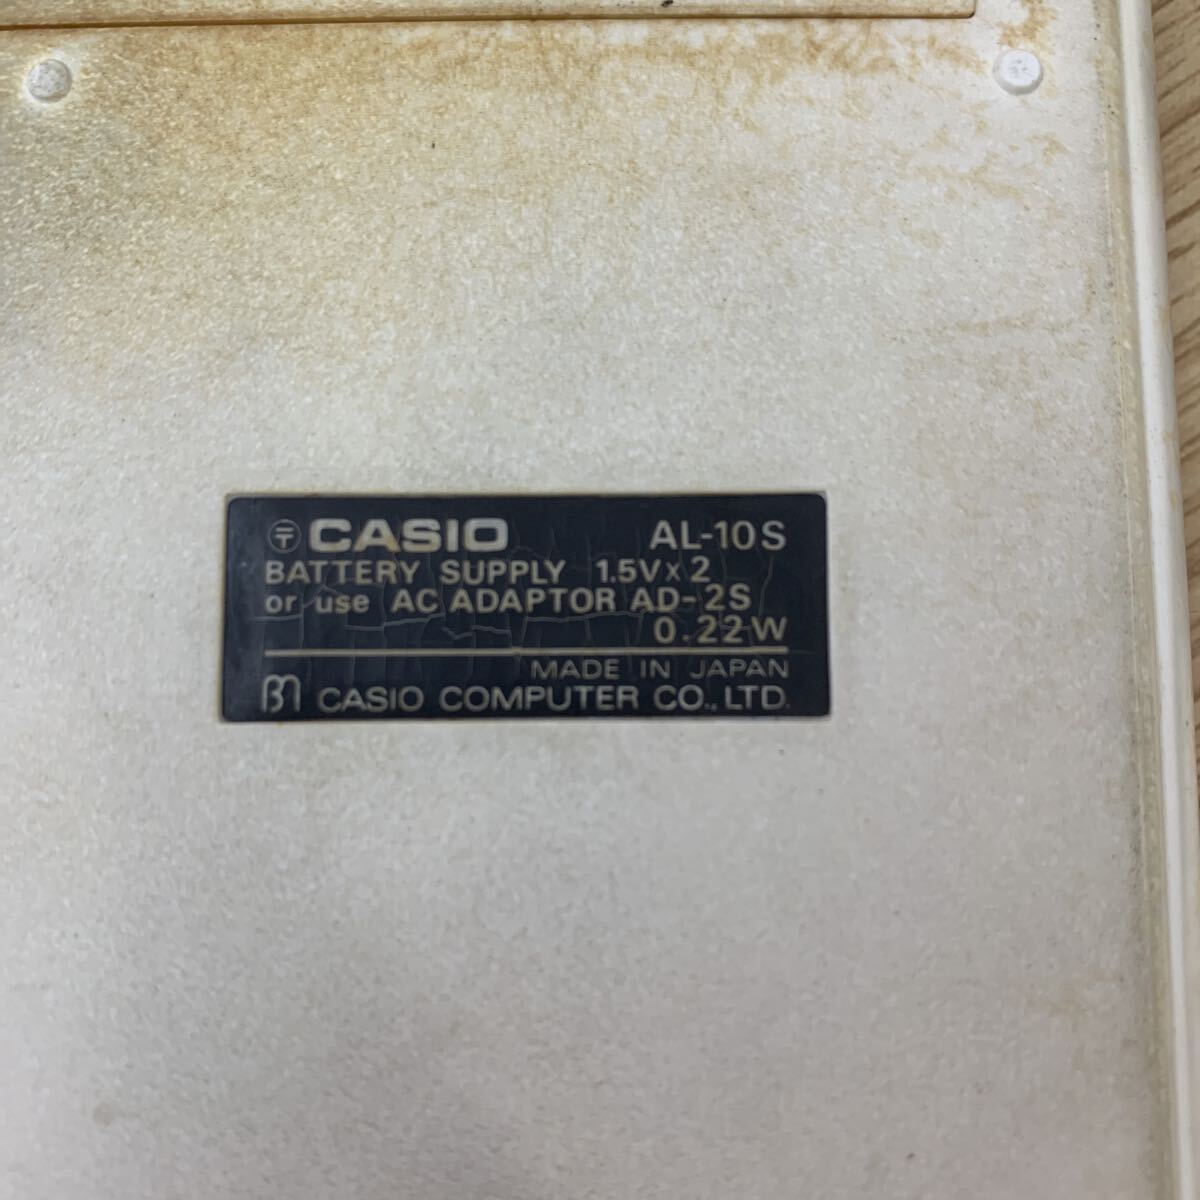 〶 CASIO AL-10S
BATTERY SUPPLY 1.5V×2
or use AC ADAPTOR AD-2S
0.22W
MADE IN JAPAN
CASIO COMPUTER CO., LTD.